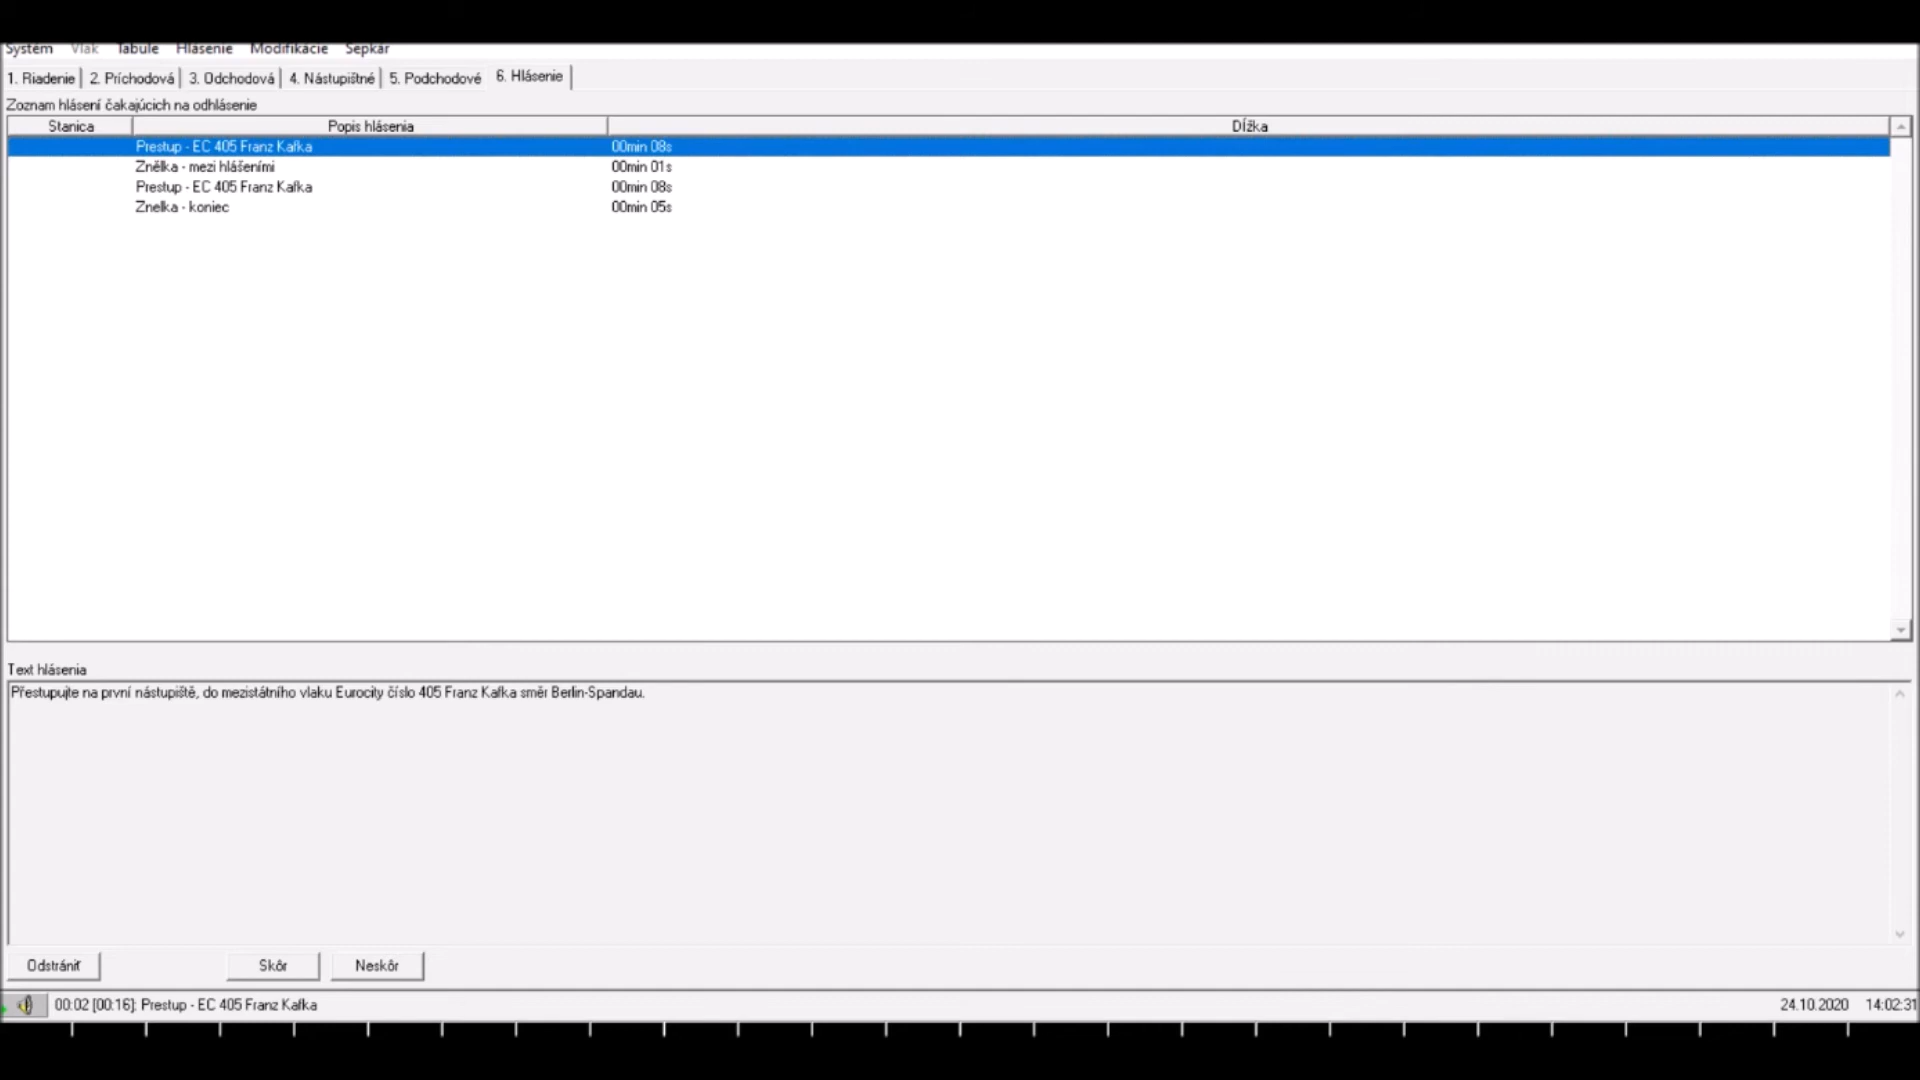 Systém Vlak Tabule Hlásenie Modifikácie Šepkár
1. Riadenie 2. Príchodová 3. Odchodová 4. Nástupištné 5. Podchodové 6. Hlásenie
Zoznam hlásení čakajúcich na odhlásenie
Stanica Popis hlásenia Dĺžka
Prestup - EC 405 Franz Kafka 00min 08s
Znělka - mezi hlášeními 00min 01s
Prestup - EC 405 Franz Kafka 00min 08s
Znelka - koniec 00min 05s
Text hlásenia
Přestupujte na první nástupiště, do mezistátního vlaku Eurocity číslo 405 Franz Kafka směr Berlin-Spandau.
Odstrániť Skôr Neskôr
00:02 [00:16]: Prestup - EC 405 Franz Kafka 24.10.2020 14:02:31